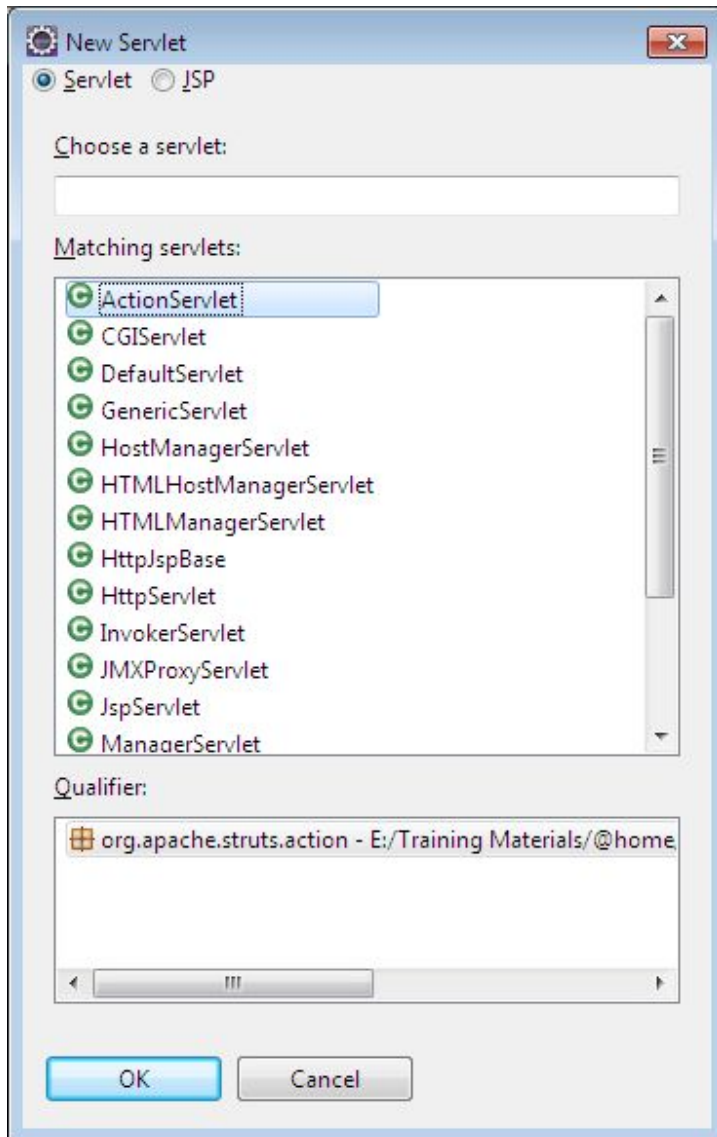 New Servlet
Servlet JSP
Choose a servlet:
Matching servlets:
ActionServlet
CGIServlet
DefaultServlet
GenericServlet
HostManagerServlet
HTMLHostManagerServlet
HTMLManagerServlet
HttpJspBase
HttpServlet
InvokerServlet
JMXProxyServlet
JspServlet
ManagerServlet
Qualifier:
org.apache.struts.action - E:/Training Materials/@home/
OK Cancel